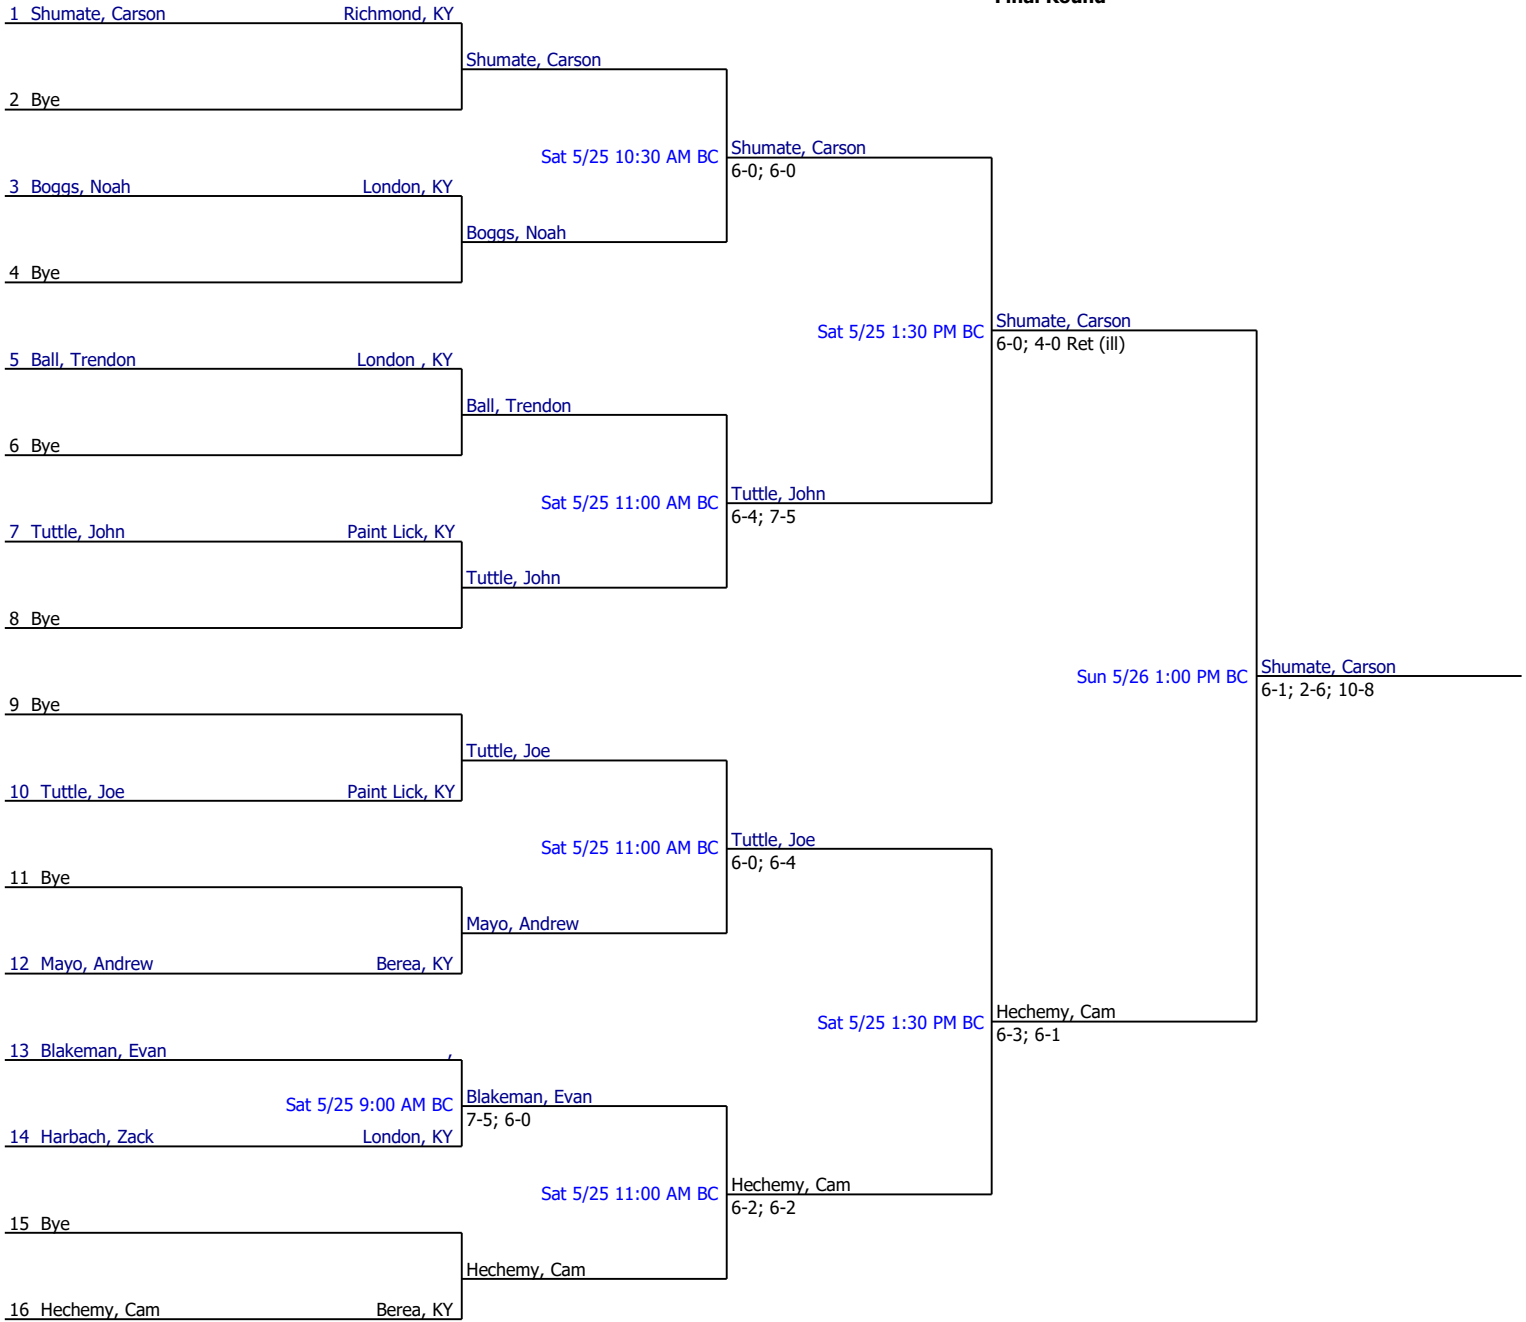 Final Round
1 Shumate, Carson Richmond, KY
Shumate, Carson
2 Bye
Sat 5/25 10:30 AM BC
Shumate, Carson
6-0; 6-0
3 Boggs, Noah London, KY
Boggs, Noah
4 Bye
Sat 5/25 1:30 PM BC
Shumate, Carson
6-0; 4-0 Ret (ill)
5 Ball, Trendon London , KY
Ball, Trendon
6 Bye
Sat 5/25 11:00 AM BC
Tuttle, John
6-4; 7-5
7 Tuttle, John Paint Lick, KY
Tuttle, John
8 Bye
Sun 5/26 1:00 PM BC
Shumate, Carson
6-1; 2-6; 10-8
9 Bye
Tuttle, Joe
10 Tuttle, Joe Paint Lick, KY
Sat 5/25 11:00 AM BC
Tuttle, Joe
6-0; 6-4
11 Bye
Mayo, Andrew
12 Mayo, Andrew Berea, KY
Sat 5/25 1:30 PM BC
Hechemy, Cam
6-3; 6-1
13 Blakeman, Evan ,
Sat 5/25 9:00 AM BC
Blakeman, Evan
7-5; 6-0
14 Harbach, Zack London, KY
Sat 5/25 11:00 AM BC
Hechemy, Cam
6-2; 6-2
15 Bye
Hechemy, Cam
16 Hechemy, Cam Berea, KY